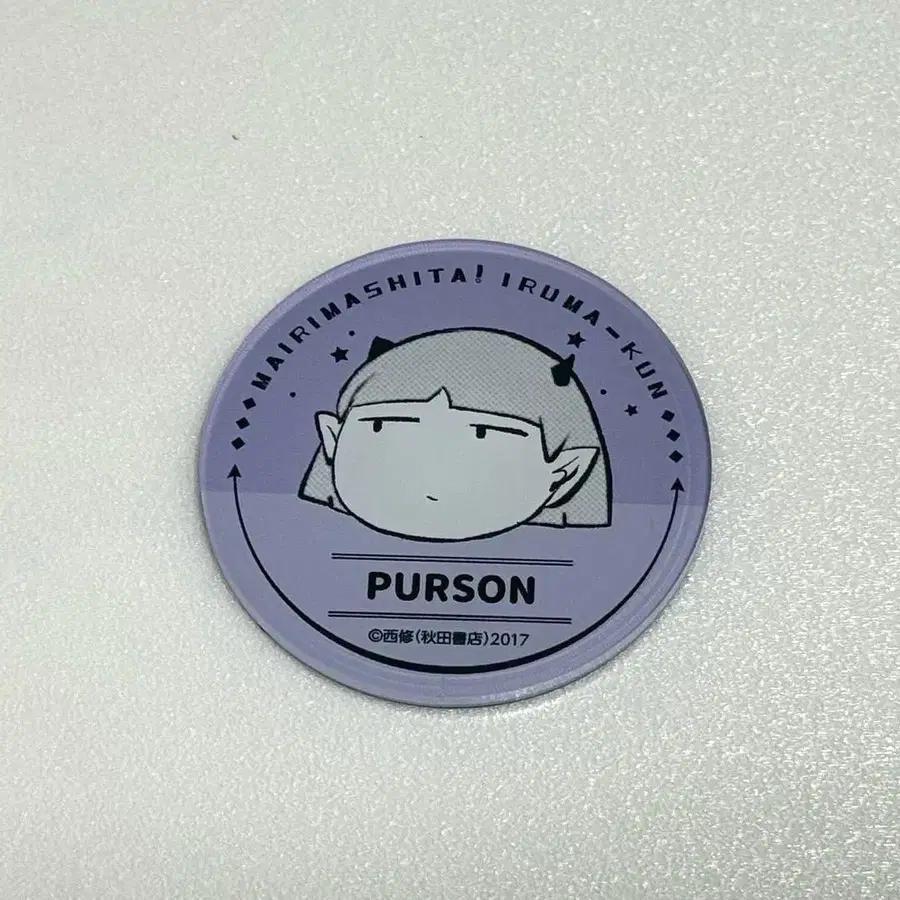 MAIRIMASHITA! IRUMA-KUN
PURSON
©西修(秋田書店)2017